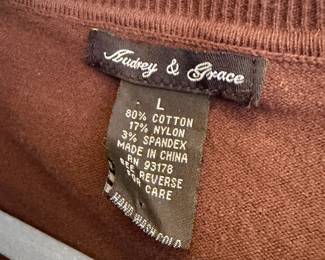 Audrey & Grace
L
80% COTTON
17% NYLON
3% SPANDEX
MADE IN CHINA
RN 93178
SEE REVERSE
FOR CARE
HAND WASH COLD